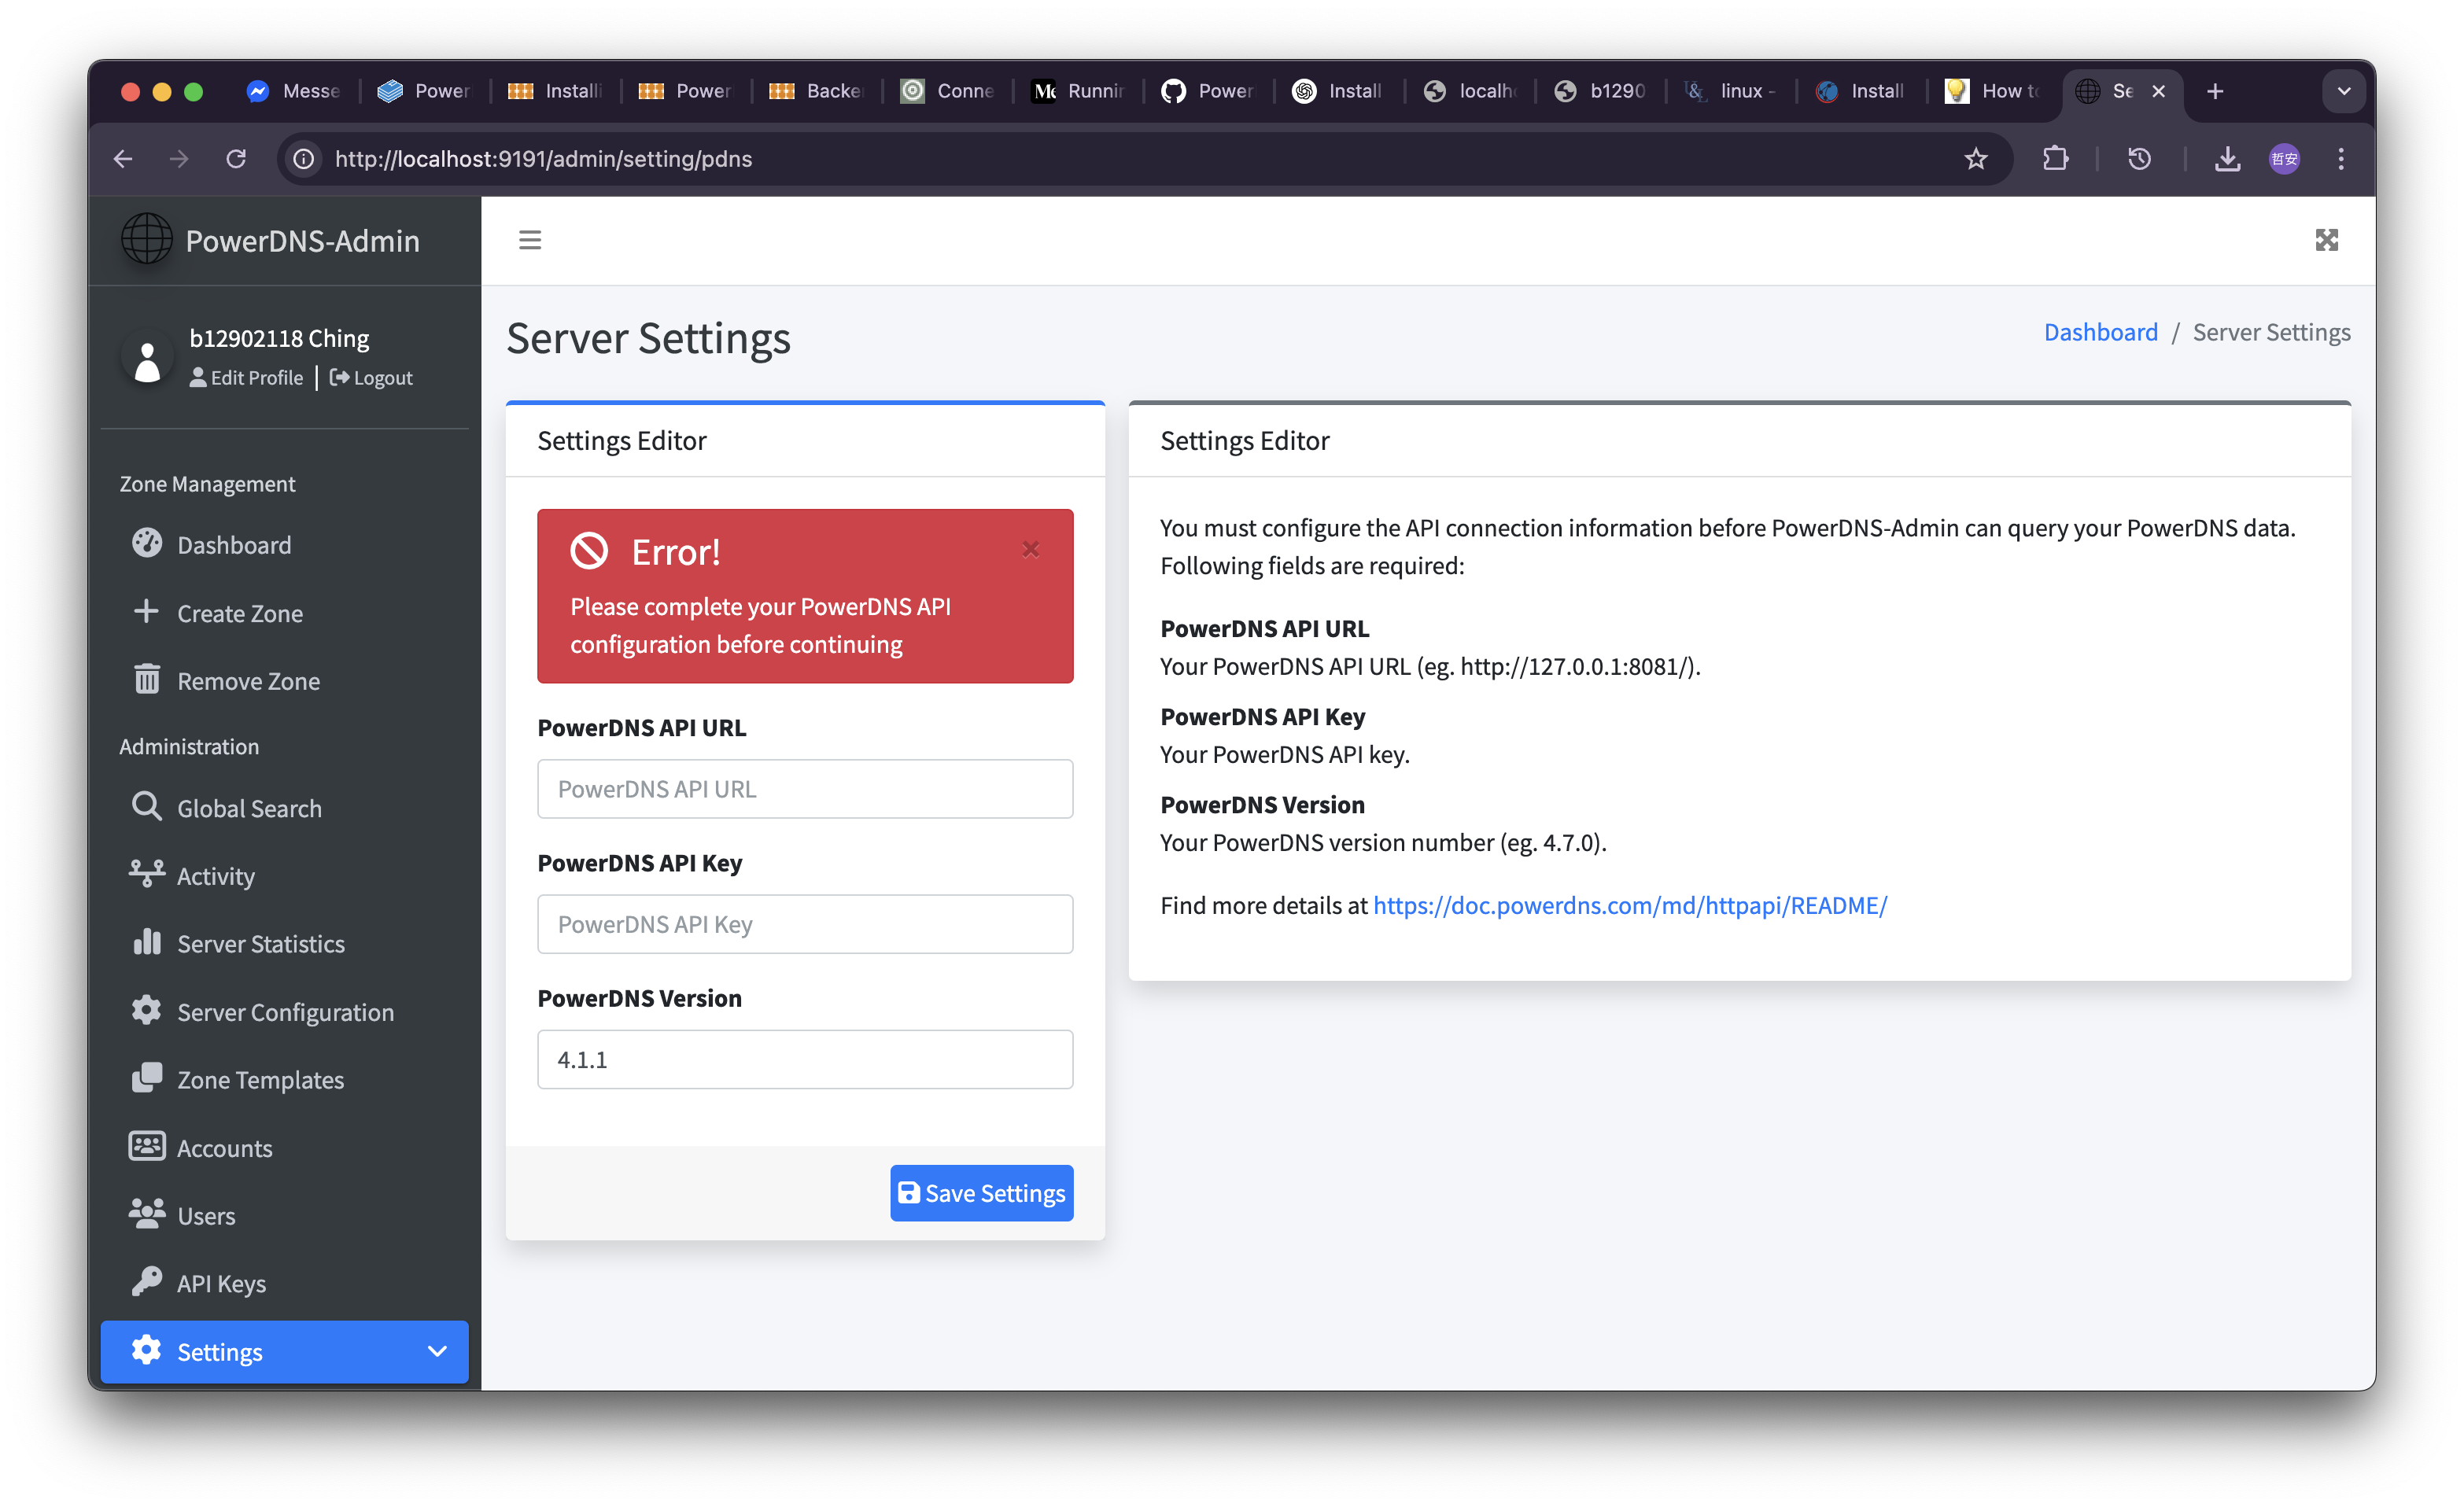 Messe
Power
Installi
Power
Backe
Conne
Runnin
Power
Install
localh
b1290
linux -
Install
How to
Se
http://localhost:9191/admin/setting/pdns
哲安
PowerDNS-Admin
b12902118 Ching
Edit Profile | Logout
Zone Management
Dashboard
Create Zone
Remove Zone
Administration
Global Search
Activity
Server Statistics
Server Configuration
Zone Templates
Accounts
Users
API Keys
Settings
Server Settings
Dashboard / Server Settings
Settings Editor
Error!
Please complete your PowerDNS API
configuration before continuing
PowerDNS API URL
PowerDNS API URL
PowerDNS API Key
PowerDNS API Key
PowerDNS Version
4.1.1
Save Settings
Settings Editor
You must configure the API connection information before PowerDNS-Admin can query your PowerDNS data.
Following fields are required:
PowerDNS API URL
Your PowerDNS API URL (eg. http://127.0.0.1:8081/).
PowerDNS API Key
Your PowerDNS API key.
PowerDNS Version
Your PowerDNS version number (eg. 4.7.0).
Find more details at https://doc.powerdns.com/md/httpapi/README/